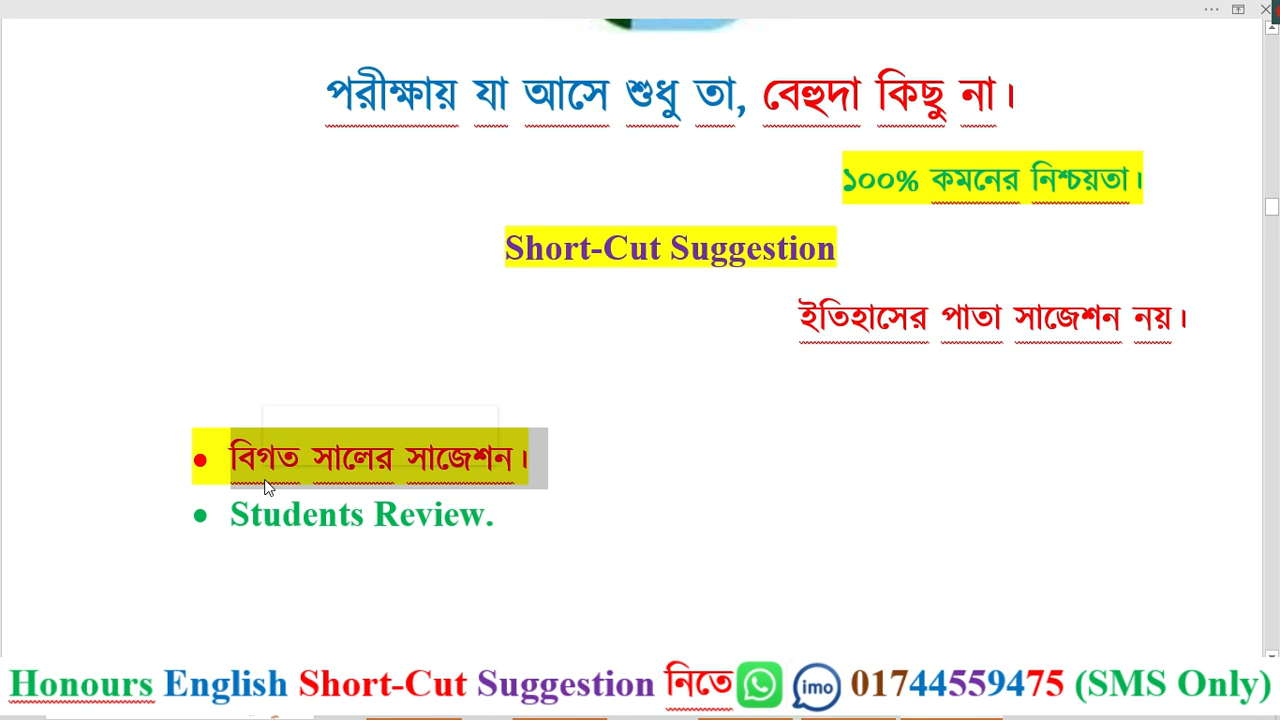 পরীক্ষায় যা আসে শুধু তা, বেহুদা কিছু না।
১০০% কমনের নিশ্চয়তা।
Short-Cut Suggestion
ইতিহাসের পাতা সাজেশন নয়।
• বিগত সালের সাজেশন।
• Students Review.
Honours English Short-Cut Suggestion নিতে imo 01744559475 (SMS Only)